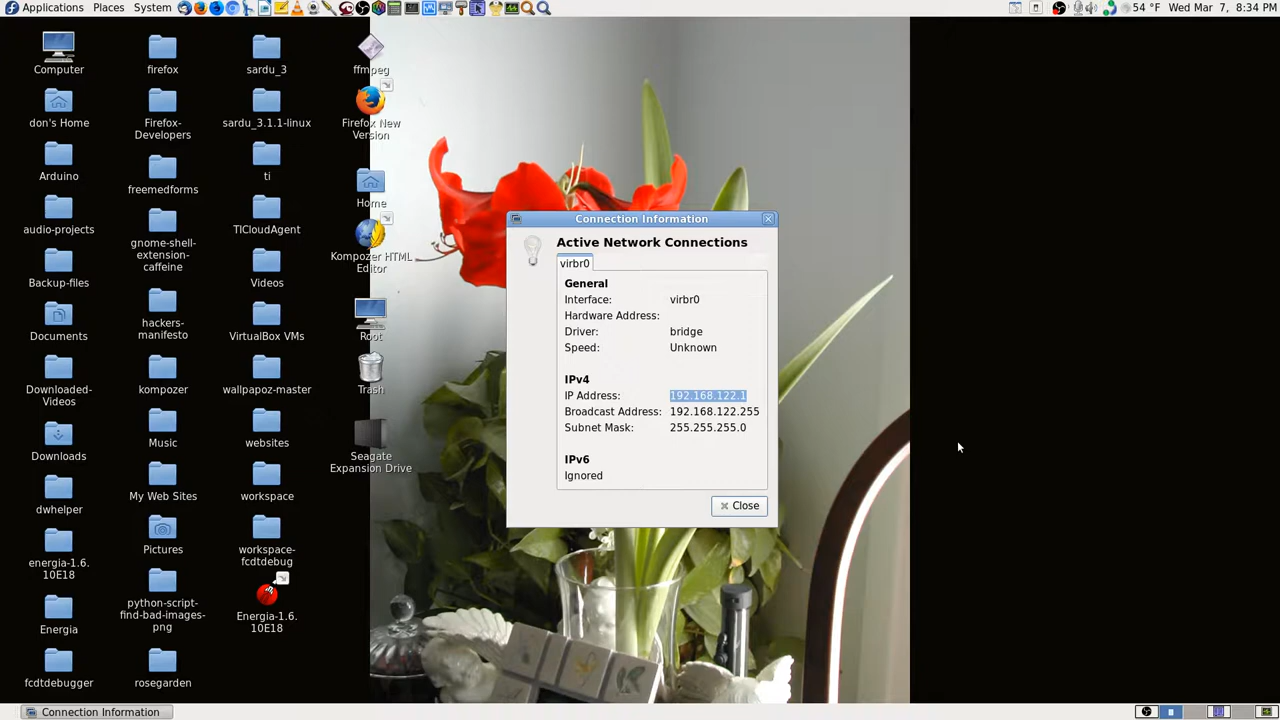 Applications Places System
54 °F Wed Mar 7, 8:34 PM
Computer
don's Home
Arduino
audio-projects
Backup-files
Documents
Downloaded-
Videos
Downloads
dwhelper
energia-1.6.
10E18
Energia
fcdtdebugger
firefox
Firefox-
Developers
freemedforms
gnome-shell-
extension-
caffeine
hackers-
manifesto
kompozer
Music
My Web Sites
Pictures
python-script-
find-bad-images-
png
rosegarden
sardu_3
sardu_3.1.1-linux
ti
TICloudAgent
Videos
VirtualBox VMs
wallpapoz-master
websites
workspace
workspace-
fcdtdebug
Energia-1.6.
10E18
ffmpeg
Firefox New
Version
Home
Kompozer HTML
Editor
Root
Trash
Seagate
Expansion Drive
Connection Information
Active Network Connections
virbr0
General
Interface: virbr0
Hardware Address:
Driver: bridge
Speed: Unknown
IPv4
IP Address: 192.168.122.1
Broadcast Address: 192.168.122.255
Subnet Mask: 255.255.255.0
IPv6
Ignored
Close
Connection Information